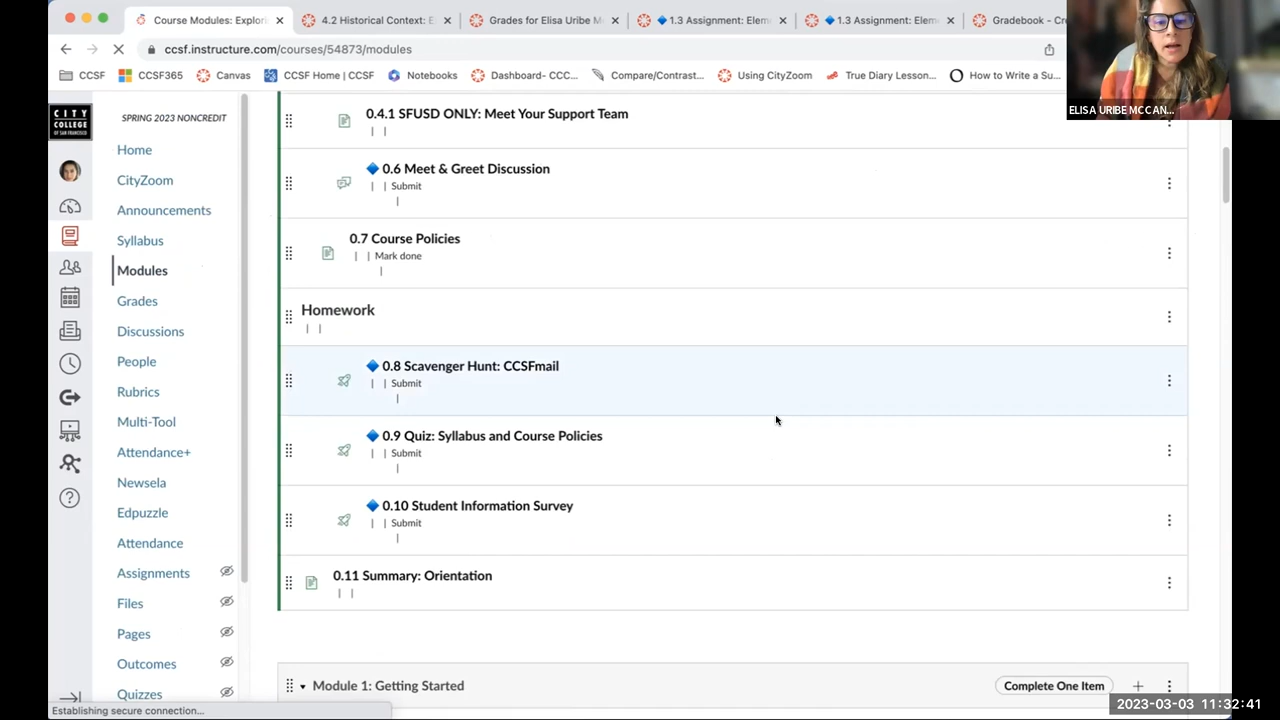 Course Modules: Explori
4.2 Historical Context: E
Grades for Elisa Uribe M
1.3 Assignment: Elem
1.3 Assignment: Elem
Gradebook - Cr
ccsf.instructure.com/courses/54873/modules
CCSF
CCSF365
Canvas
CCSF Home | CCSF
Notebooks
Dashboard- CCC...
Compare/Contrast...
Using CityZoom
True Diary Lesson...
How to Write a Su...
ELISA URIBE MCCAN...
CITY
COLLEGE
OF SAN FRANCISCO
SPRING 2023 NONCREDIT
Home
CityZoom
Announcements
Syllabus
Modules
Grades
Discussions
People
Rubrics
Multi-Tool
Attendance+
Newsela
Edpuzzle
Attendance
Assignments
Files
Pages
Outcomes
Quizzes
0.4.1 SFUSD ONLY: Meet Your Support Team
| |
0.6 Meet & Greet Discussion
| | Submit
|
0.7 Course Policies
| | Mark done
|
Homework
| |
0.8 Scavenger Hunt: CCSFmail
| | Submit
|
0.9 Quiz: Syllabus and Course Policies
| | Submit
|
0.10 Student Information Survey
| | Submit
|
0.11 Summary: Orientation
| |
Module 1: Getting Started
Complete One Item
Establishing secure connection...
2023-03-03 11:32:41